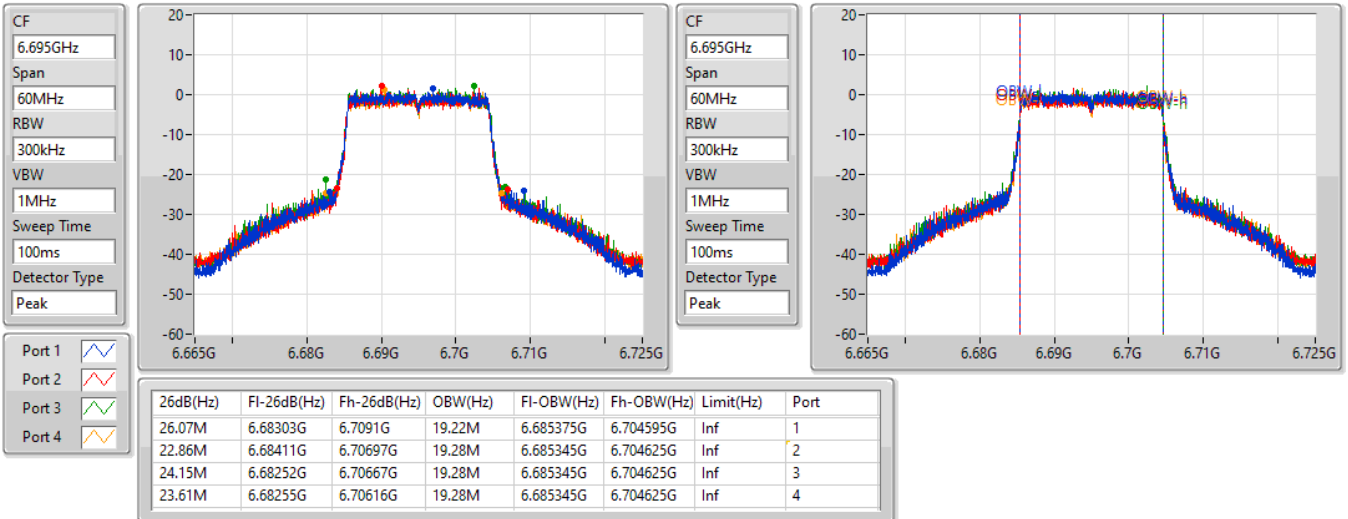 CF
6.695GHz
Span
60MHz
RBW
300kHz
VBW
1MHz
Sweep Time
100ms
Detector Type
Peak
20
10
0
-10
-20
-30
-40
-50
-60
6.665G 6.68G 6.69G 6.7G 6.71G 6.725G
CF
6.695GHz
Span
60MHz
RBW
300kHz
VBW
1MHz
Sweep Time
100ms
Detector Type
Peak
20
10
0
-10
-20
-30
-40
-50
-60
OBW-h
6.665G 6.68G 6.69G 6.7G 6.71G 6.725G
Port 1
Port 2
Port 3
Port 4
26dB(Hz) Fl-26dB(Hz) Fh-26dB(Hz) OBW(Hz) Fl-OBW(Hz) Fh-OBW(Hz) Limit(Hz) Port
26.07M 6.68303G 6.7091G 19.22M 6.685375G 6.704595G Inf 1
22.86M 6.68411G 6.70697G 19.28M 6.685345G 6.704625G Inf 2
24.15M 6.68252G 6.70667G 19.28M 6.685345G 6.704625G Inf 3
23.61M 6.68255G 6.70616G 19.28M 6.685345G 6.704625G Inf 4